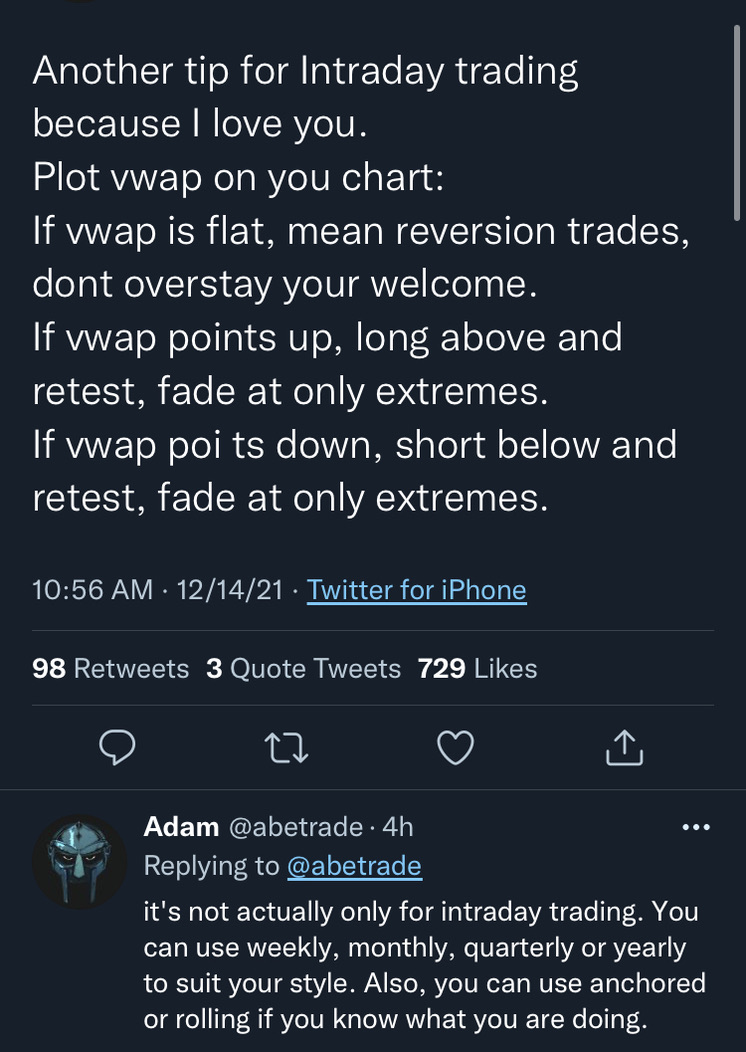 Another tip for Intraday trading
because I love you.
Plot vwap on you chart:
If vwap is flat, mean reversion trades,
dont overstay your welcome.
If vwap points up, long above and
retest, fade at only extremes.
If vwap poi ts down, short below and
retest, fade at only extremes.
10:56 AM · 12/14/21 · Twitter for iPhone
98 Retweets 3 Quote Tweets 729 Likes
Adam @abetrade · 4h
Replying to @abetrade
it's not actually only for intraday trading. You
can use weekly, monthly, quarterly or yearly
to suit your style. Also, you can use anchored
or rolling if you know what you are doing.